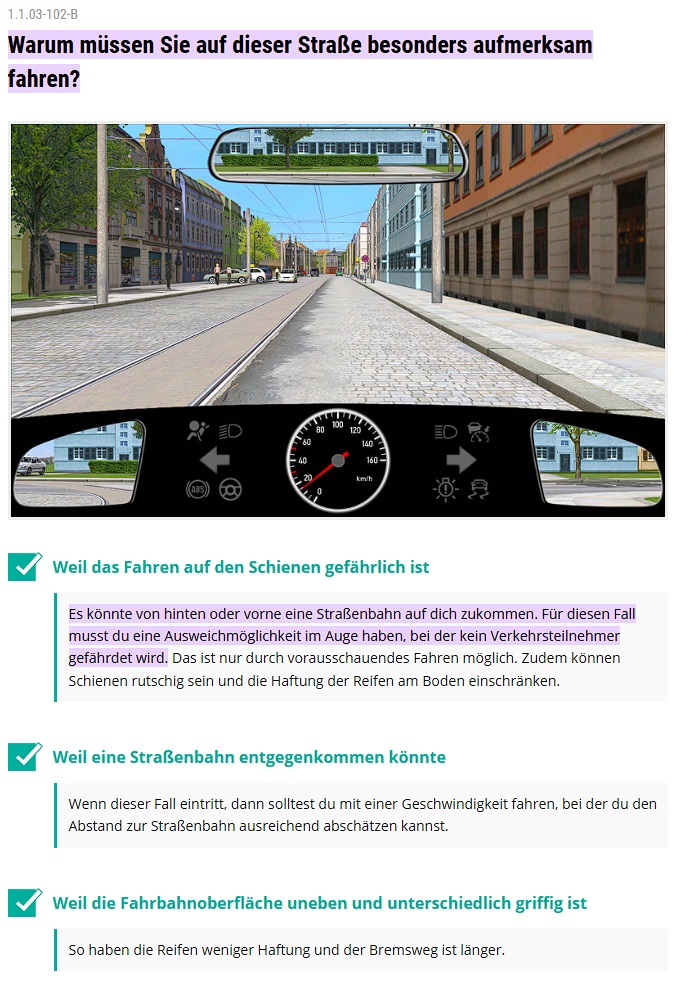 1.1.03-102-B
Warum müssen Sie auf dieser Straße besonders aufmerksam
fahren?
0
20
40
60
80
100
120
140
160
km/h
ABS
Weil das Fahren auf den Schienen gefährlich ist
Es könnte von hinten oder vorne eine Straßenbahn auf dich zukommen. Für diesen Fall
musst du eine Ausweichmöglichkeit im Auge haben, bei der kein Verkehrsteilnehmer
gefährdet wird. Das ist nur durch vorausschauendes Fahren möglich. Zudem können
Schienen rutschig sein und die Haftung der Reifen am Boden einschränken.
Weil eine Straßenbahn entgegenkommen könnte
Wenn dieser Fall eintritt, dann solltest du mit einer Geschwindigkeit fahren, bei der du den
Abstand zur Straßenbahn ausreichend abschätzen kannst.
Weil die Fahrbahnoberfläche uneben und unterschiedlich griffig ist
So haben die Reifen weniger Haftung und der Bremsweg ist länger.